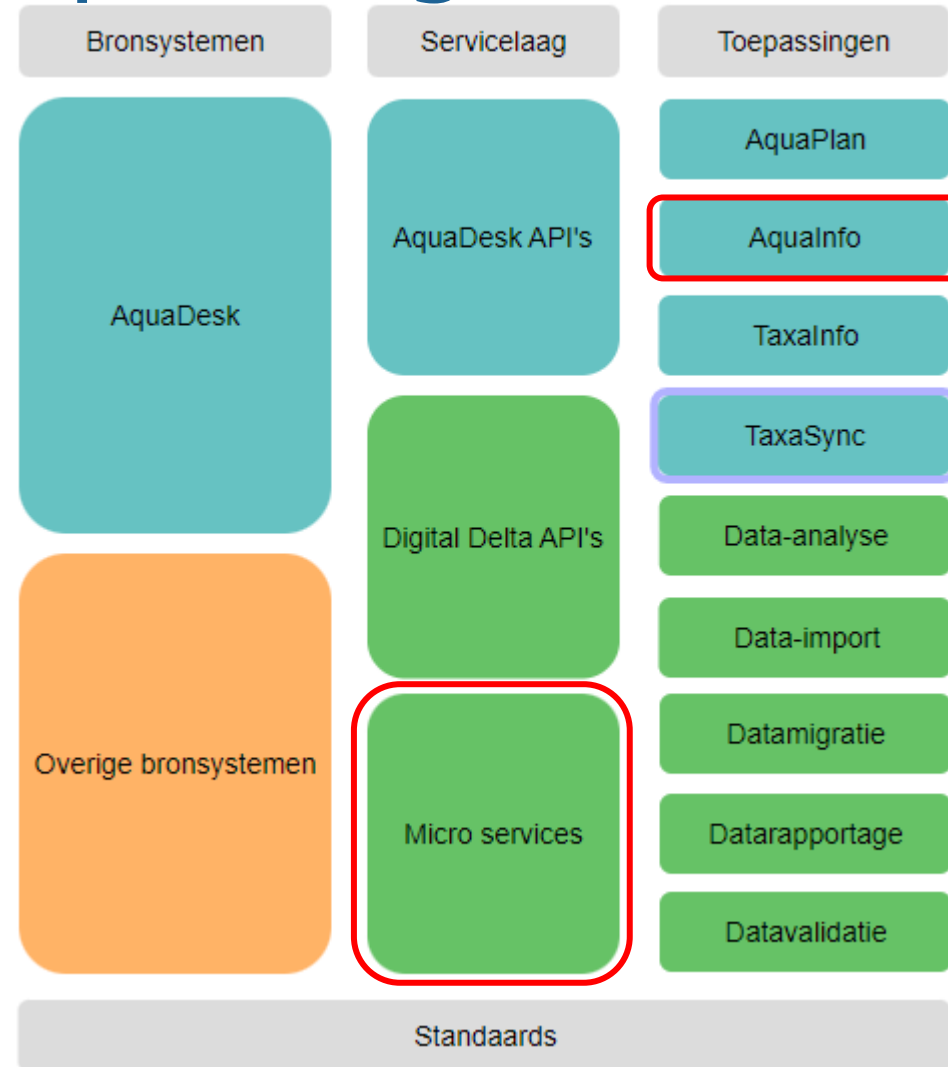 Bronsystemen
Servicelaag
Toepassingen
AquaDesk
Overige bronsystemen
AquaDesk API's
Digital Delta API's
Micro services
AquaPlan
AquaInfo
TaxaInfo
TaxaSync
Data-analyse
Data-import
Datamigratie
Datarapportage
Datavalidatie
Standaards